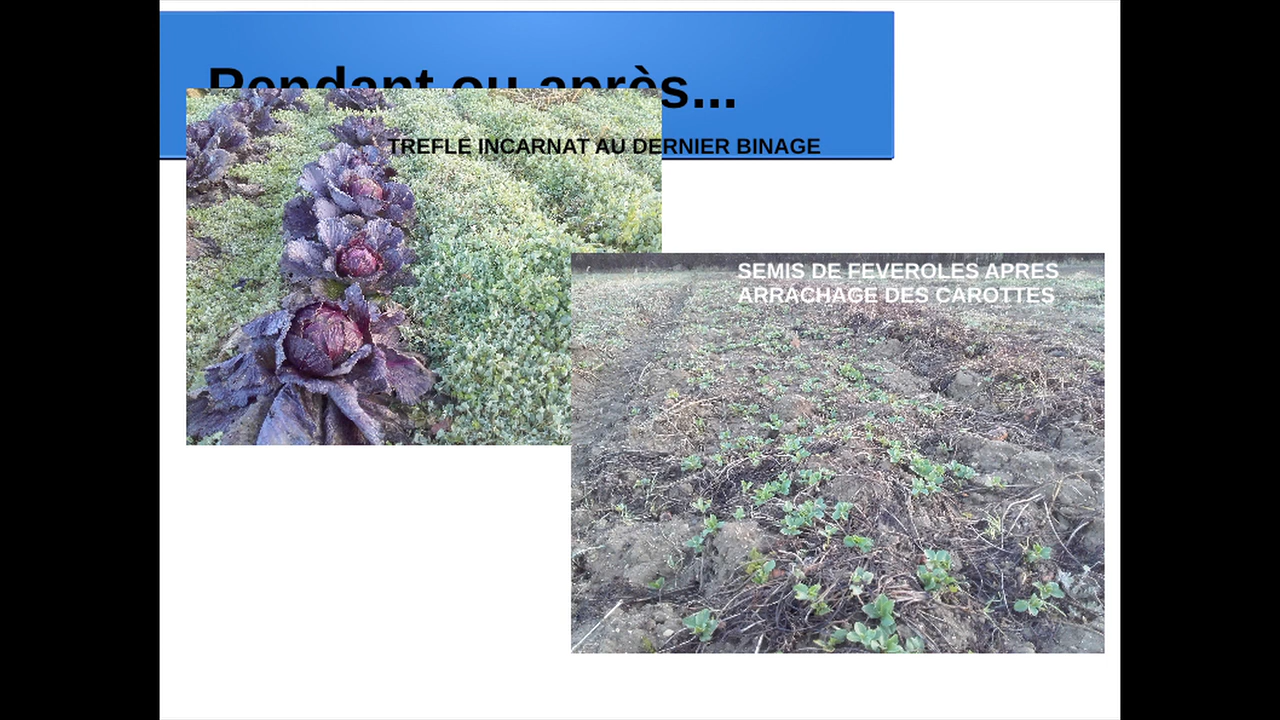 Pendant ou après...
TREFLE INCARNAT AU DERNIER BINAGE
SEMIS DE FEVEROLES APRES
ARRACHAGE DES CAROTTES